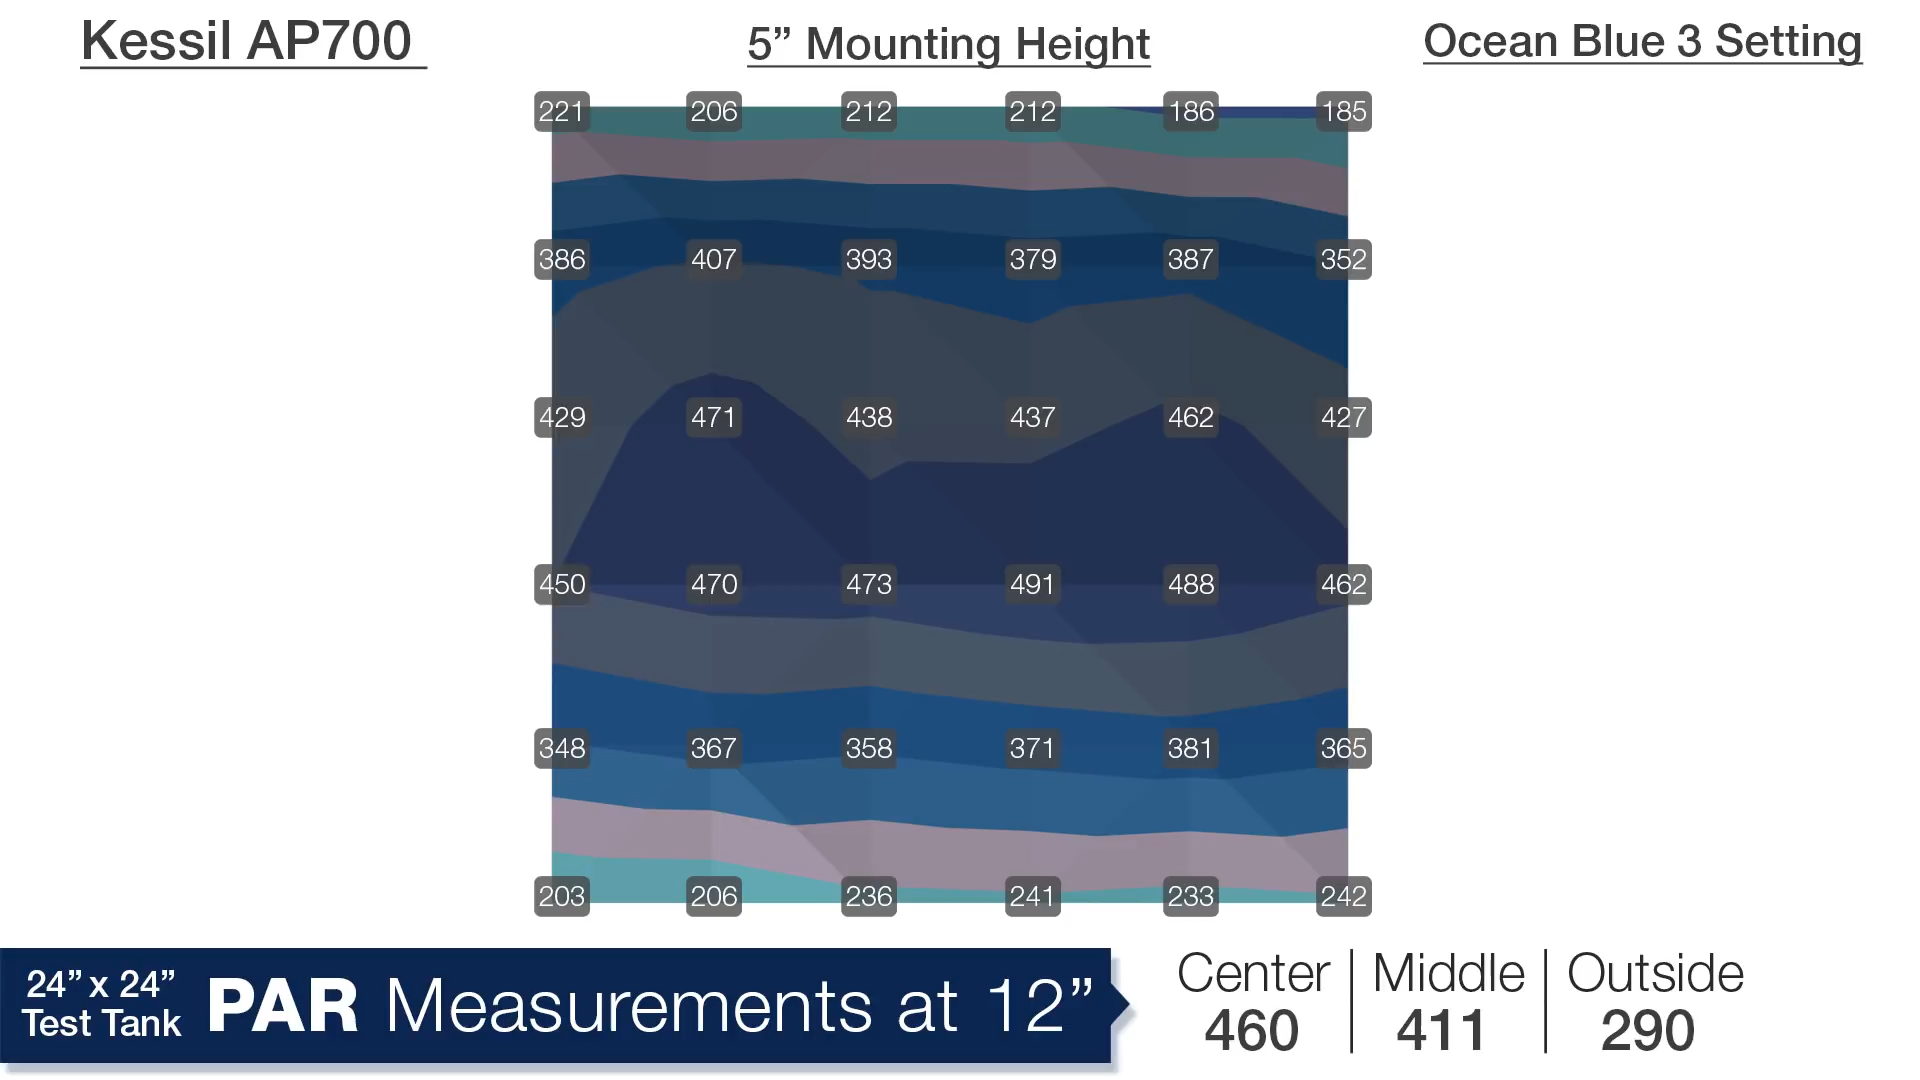 Kessil AP700
5” Mounting Height
Ocean Blue 3 Setting
221 206 212 212 186 185
386 407 393 379 387 352
429 471 438 437 462 427
450 470 473 491 488 462
348 367 358 371 381 365
203 206 236 241 233 242
24” x 24”
Test Tank
PAR Measurements at 12”
Center Middle Outside
460 411 290